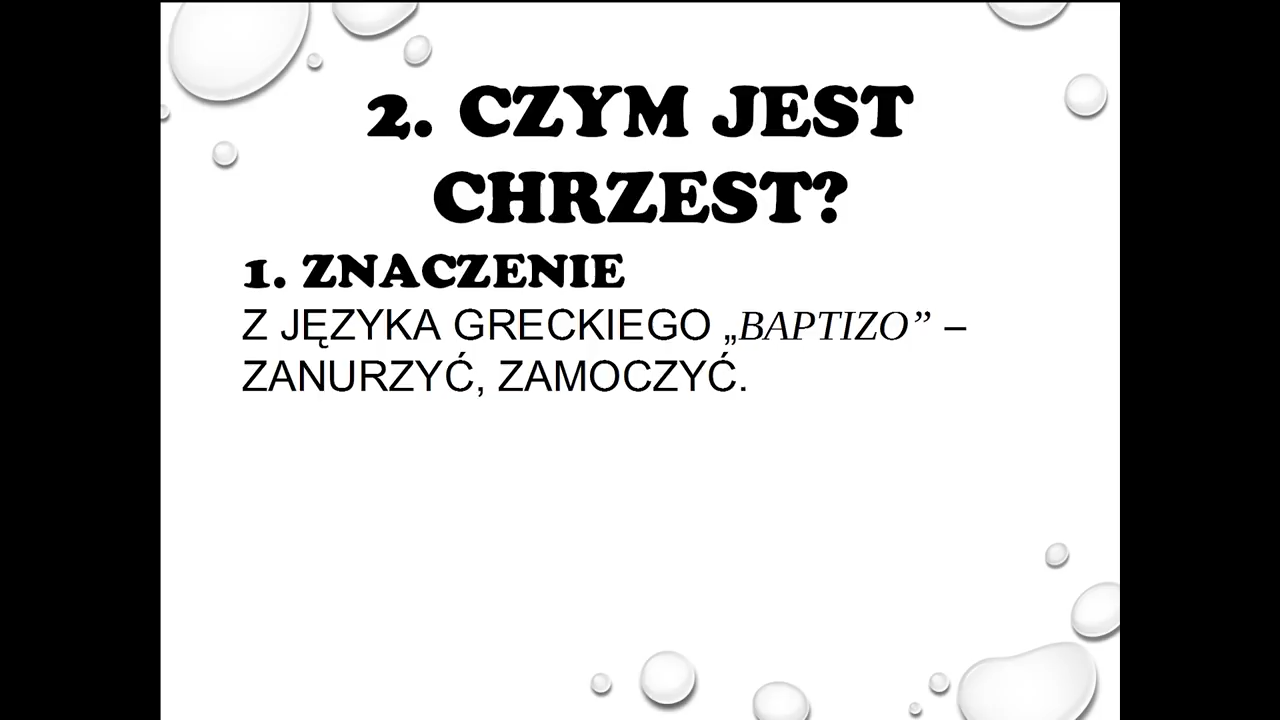 2. CZYM JEST
CHRZEST?
1. ZNACZENIE
Z JĘZYKA GRECKIEGO „BAPTIZO” –
ZANURZYĆ, ZAMOCZYĆ.